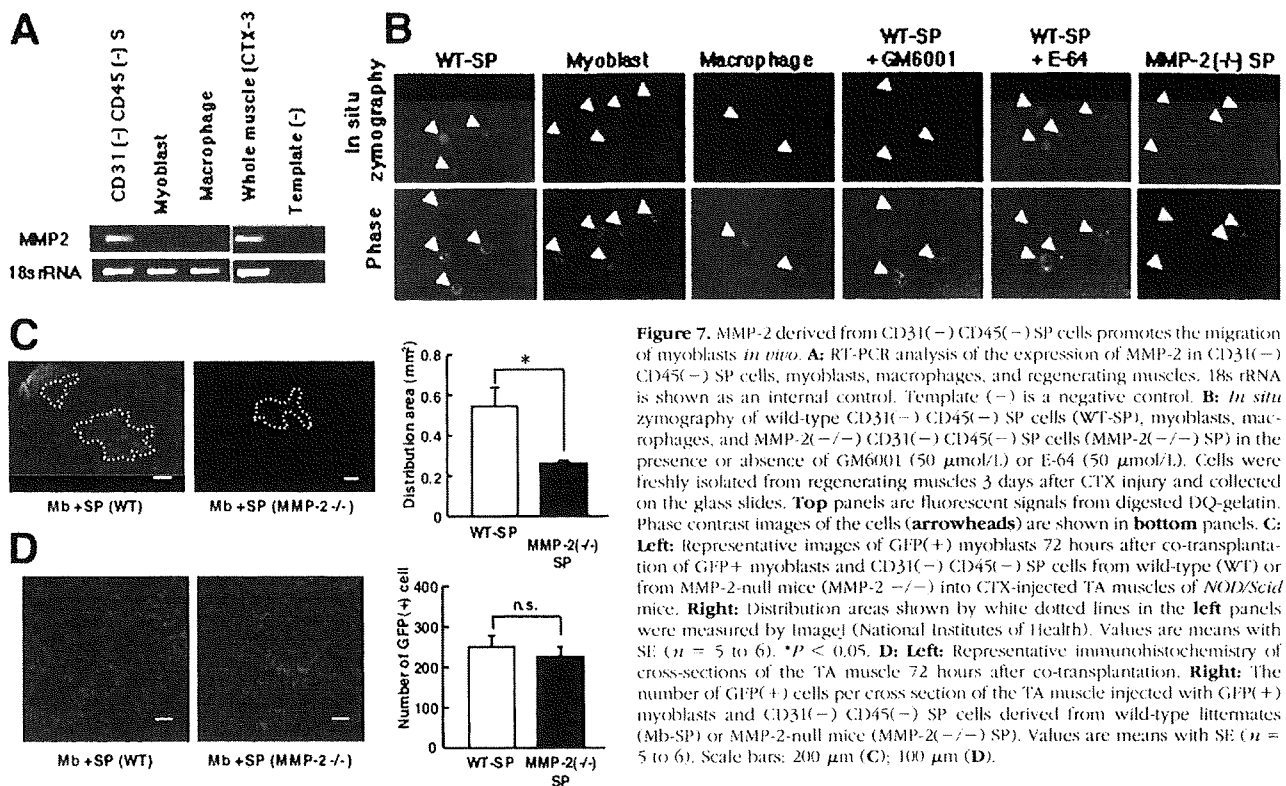 A
CD31 (-) CD45 (-) S
Myoblast
Macrophage
Whole muscle (CTX-3
Template (-)
MMP2
18s rRNA
B
WT-SP
Myoblast
Macrophage
WT-SP
+ GM6001
WT-SP
+ E-64
MMP-2 (-/-) SP
In situ
zymography
Phase
C
Mb +SP (WT)
Mb +SP (MMP-2 -/-)
Distribution area (mm²)
0.8
0.6
0.4
0.2
0
*
WT-SP
MMP-2(-/-)
SP
D
Mb +SP (WT)
Mb +SP (MMP-2 -/-)
Number of GFP(+) cell
400
300
200
100
0
n.s.
WT-SP
MMP-2(-/-)
SP
Figure 7. MMP-2 derived from CD31(−) CD45(−) SP cells promotes the migration
of myoblasts in vivo. A: RT-PCR analysis of the expression of MMP-2 in CD31(−)
CD45(−) SP cells, myoblasts, macrophages, and regenerating muscles. 18s rRNA
is shown as an internal control. Template (−) is a negative control. B: In situ
zymography of wild-type CD31(−) CD45(−) SP cells (WT-SP), myoblasts, mac-
rophages, and MMP-2(−/−) CD31(−) CD45(−) SP cells (MMP-2(−/−) SP) in the
presence or absence of GM6001 (50 μmol/L) or E-64 (50 μmol/L). Cells were
freshly isolated from regenerating muscles 3 days after CTX injury and collected
on the glass slides. Top panels are fluorescent signals from digested DQ-gelatin.
Phase contrast images of the cells (arrowheads) are shown in bottom panels. C:
Left: Representative images of GFP(+) myoblasts 72 hours after co-transplanta-
tion of GFP+ myoblasts and CD31(−) CD45(−) SP cells from wild-type (WT) or
from MMP-2-null mice (MMP-2 −/−) into CTX-injected TA muscles of NOD/Scid
mice. Right: Distribution areas shown by white dotted lines in the left panels
were measured by ImageJ (National Institutes of Health). Values are means with
SE (n = 5 to 6). *P < 0.05. D: Left: Representative immunohistochemistry of
cross-sections of the TA muscle 72 hours after co-transplantation. Right: The
number of GFP(+) cells per cross section of the TA muscle injected with GFP(+)
myoblasts and CD31(−) CD45(−) SP cells derived from wild-type littermates
(Mb-SP) or MMP-2-null mice (MMP-2(−/−) SP). Values are means with SE (n =
5 to 6). Scale bars: 200 μm (C); 100 μm (D).